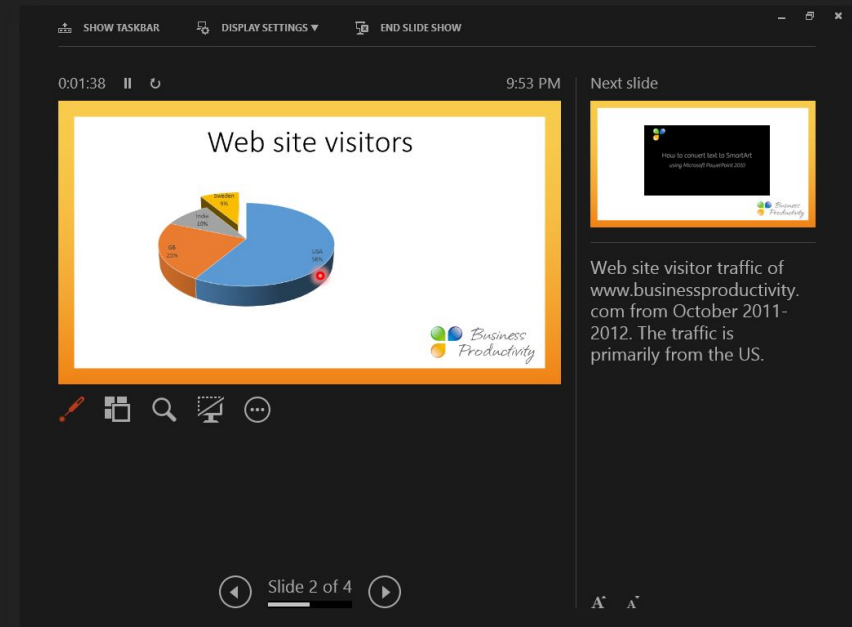 SHOW TASKBAR
DISPLAY SETTINGS ▼
END SLIDE SHOW
0:01:38
9:53 PM
Web site visitors
Sweden
9%
India
10%
GB
USA
Business
Productivity
Slide 2 of 4
Next slide
How to convert text to SmartArt
using Microsoft PowerPoint 2010
Business
Productivity
Web site visitor traffic of
www.businessproductivity.
com from October 2011-
2012. The traffic is
primarily from the US.
A A